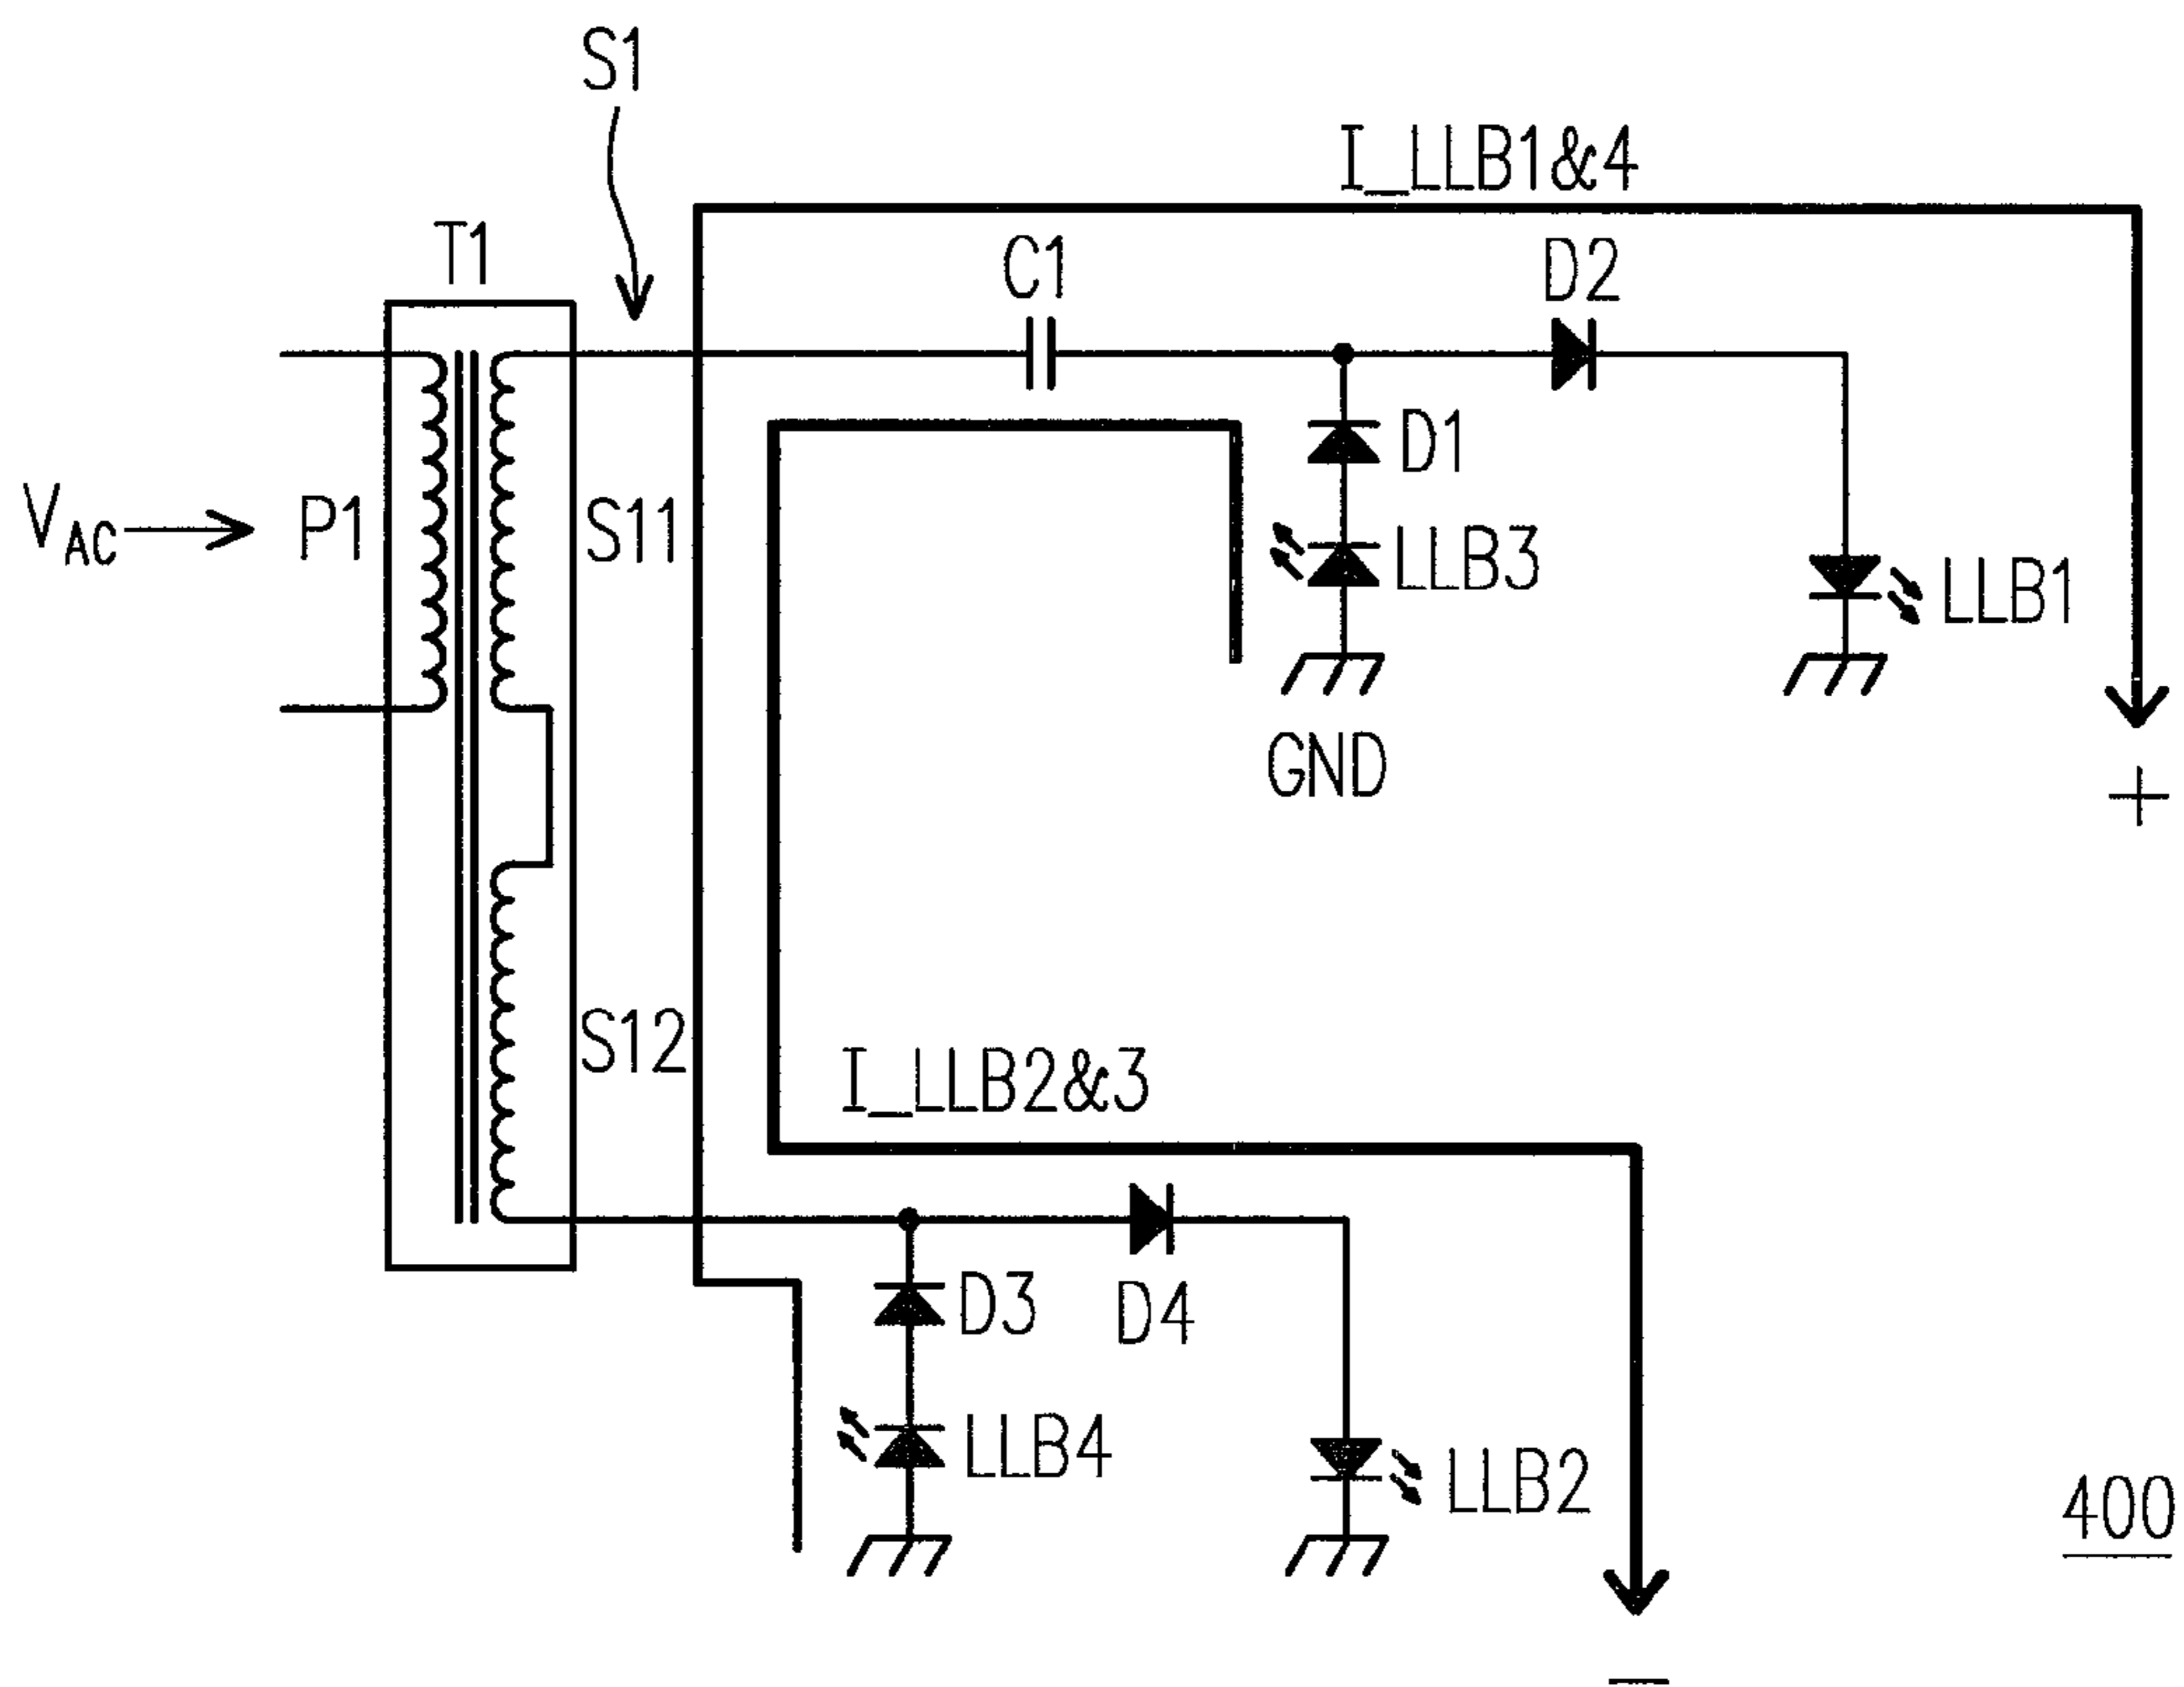 S1
I_LLB1&4
T1
C1
D2
D1
VAC
P1
S11
LLB3
LLB1
GND
+
S12
I_LLB2&3
D3
D4
LLB4
LLB2
400
−